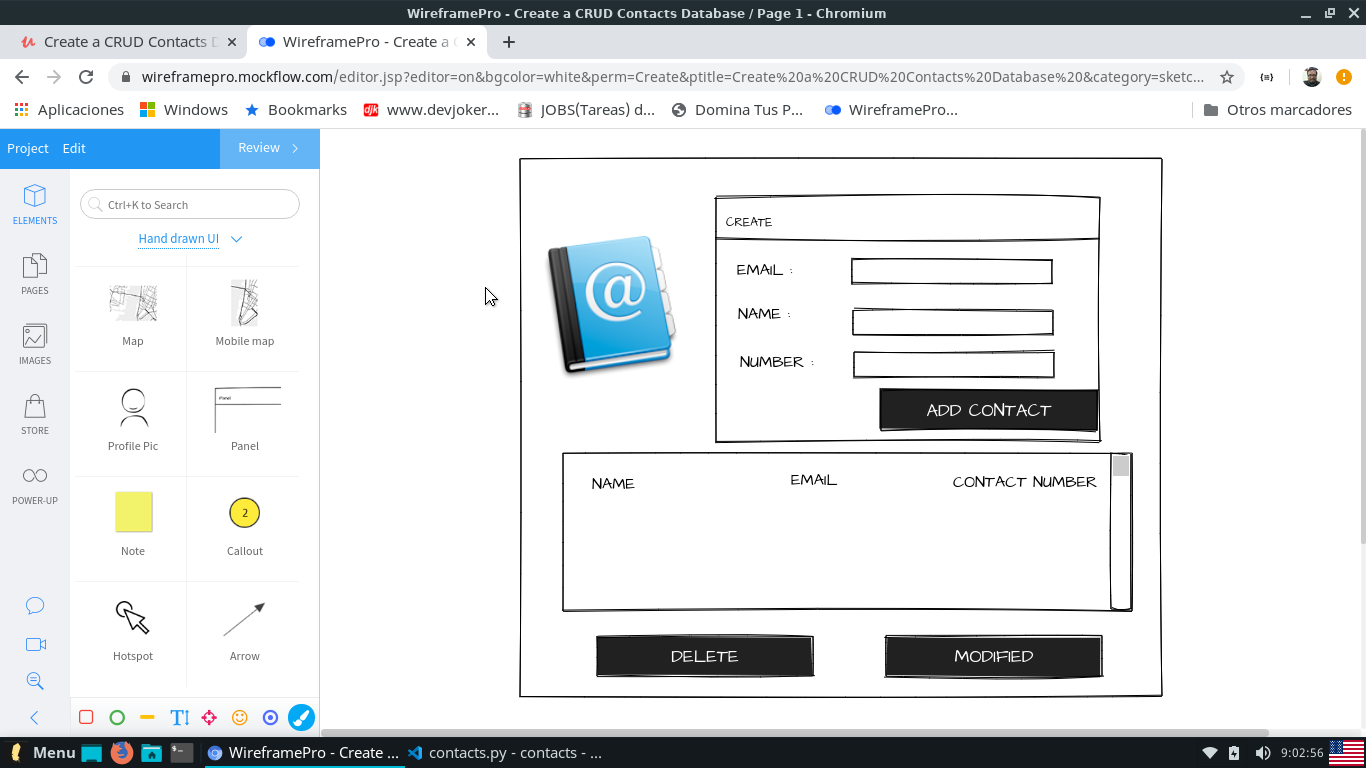 WireframePro - Create a CRUD Contacts Database / Page 1 - Chromium
Create a CRUD Contacts D
WireframePro - Create a C
wireframepro.mockflow.com/editor.jsp?editor=on&bgcolor=white&perm=Create&ptitle=Create%20a%20CRUD%20Contacts%20Database%20&category=sketc...
Aplicaciones Windows Bookmarks djk www.devjoker... JOBS(Tareas) d... Domina Tus P... WireframePro... Otros marcadores
Project Edit Review
ELEMENTS
PAGES
IMAGES
STORE
POWER-UP
Ctrl+K to Search
Hand drawn UI
Map Mobile map
Panel
Profile Pic Panel
2
Note Callout
Hotspot Arrow
T
CREATE
@
EMAIL :
NAME :
NUMBER :
ADD CONTACT
NAME EMAIL CONTACT NUMBER
DELETE MODIFIED
Menu WireframePro - Create ... contacts.py - contacts - ... 9:02:56